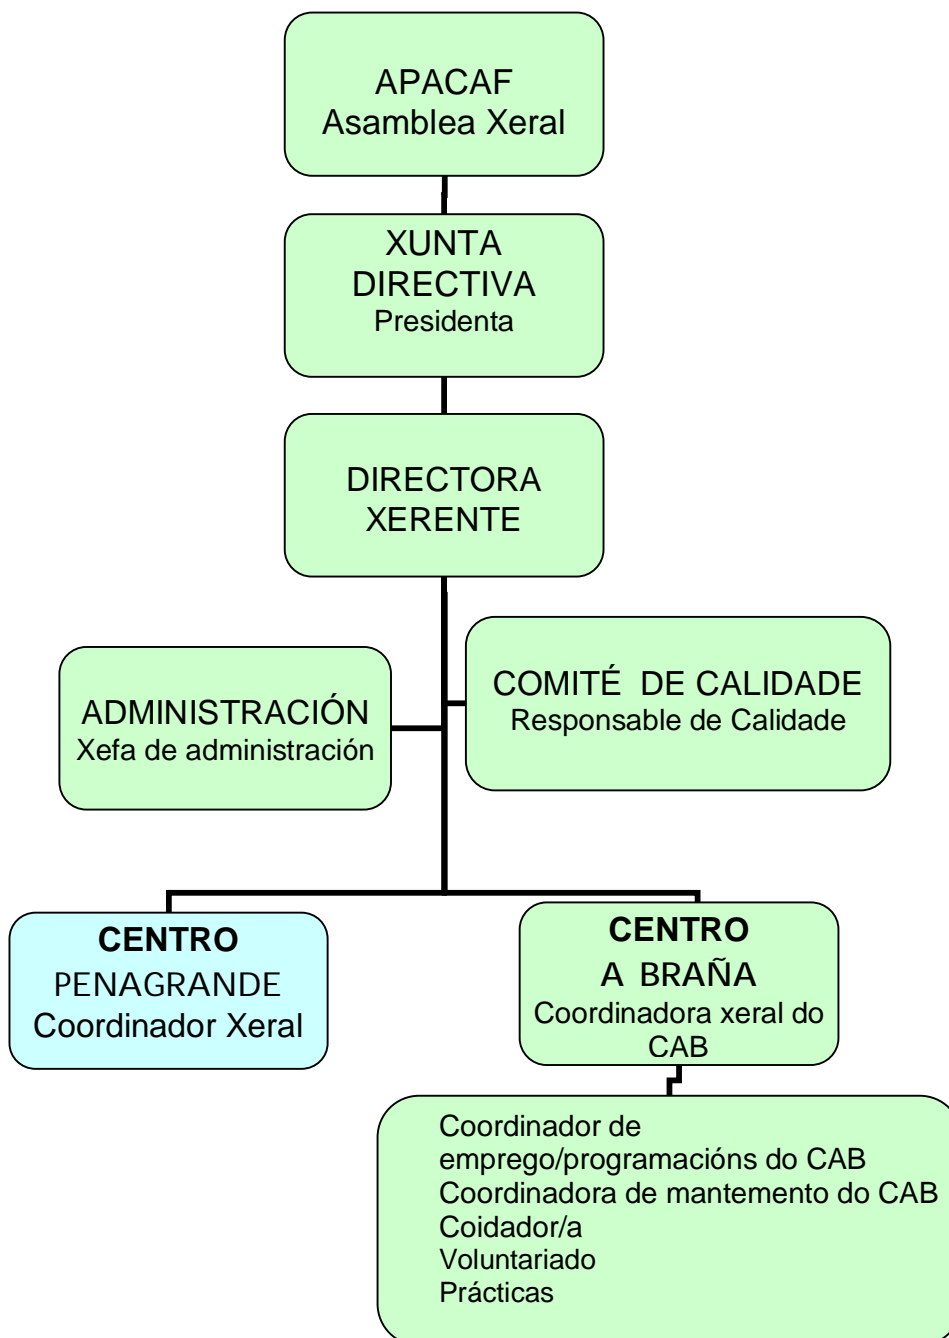 APACAF
Asamblea Xeral
XUNTA
DIRECTIVA
Presidenta
DIRECTORA
XERENTE
ADMINISTRACIÓN
Xefa de administración
COMITÉ DE CALIDADE
Responsable de Calidade
CENTRO
PENAGRANDE
Coordinador Xeral
CENTRO
A BRAÑA
Coordinadora xeral do
CAB
Coordinador de
emprego/programacións do CAB
Coordinadora de mantemento do CAB
Coidador/a
Voluntariado
Prácticas